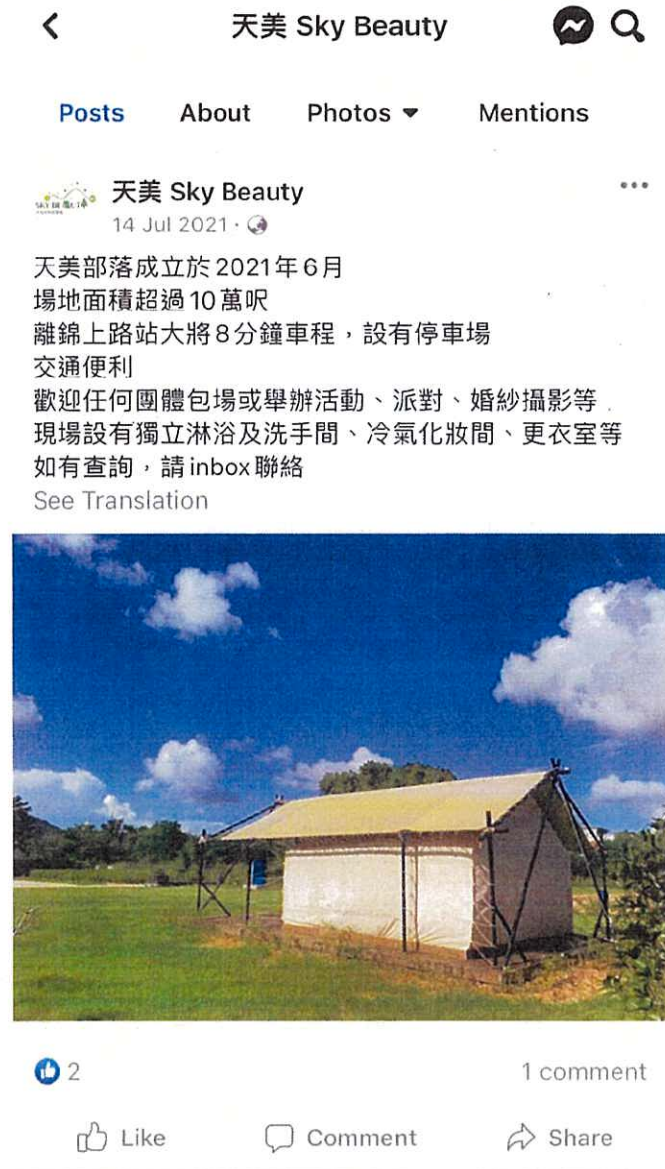 天美 Sky Beauty
Posts
About
Photos
Mentions
天美 Sky Beauty
14 Jul 2021 ·
天美部落成立於2021年6月
場地面積超過10萬呎
離錦上路站大將8分鐘車程，設有停車場
交通便利
歡迎任何團體包場或舉辦活動、派對、婚紗攝影等
現場設有獨立淋浴及洗手間、冷氣化妝間、更衣室等
如有查詢，請inbox聯絡
See Translation
2
1 comment
Like
Comment
Share